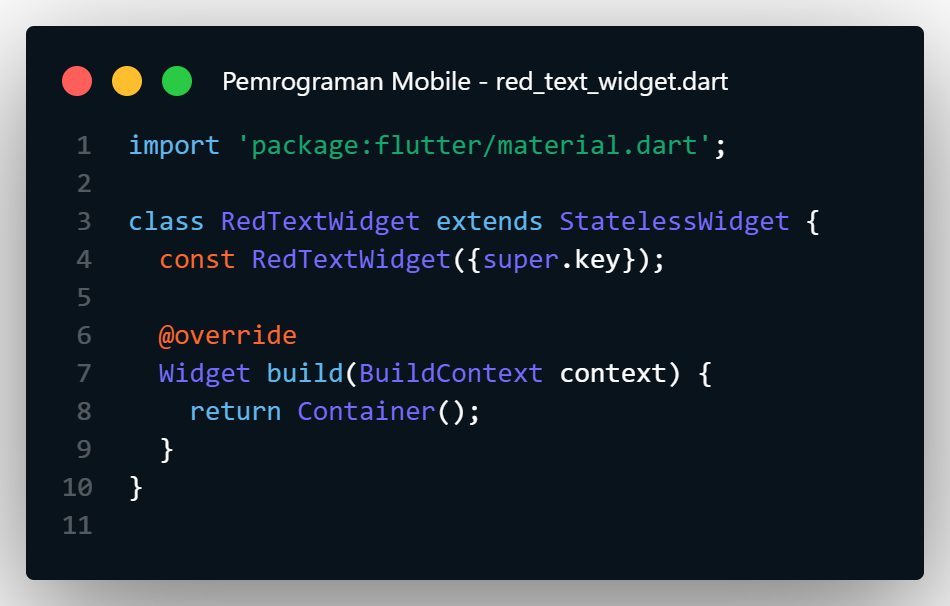 Pemrograman Mobile - red_text_widget.dart
1 import 'package:flutter/material.dart';
2
3 class RedTextWidget extends StatelessWidget {
4   const RedTextWidget({super.key});
5
6   @override
7   Widget build(BuildContext context) {
8     return Container();
9   }
10 }
11